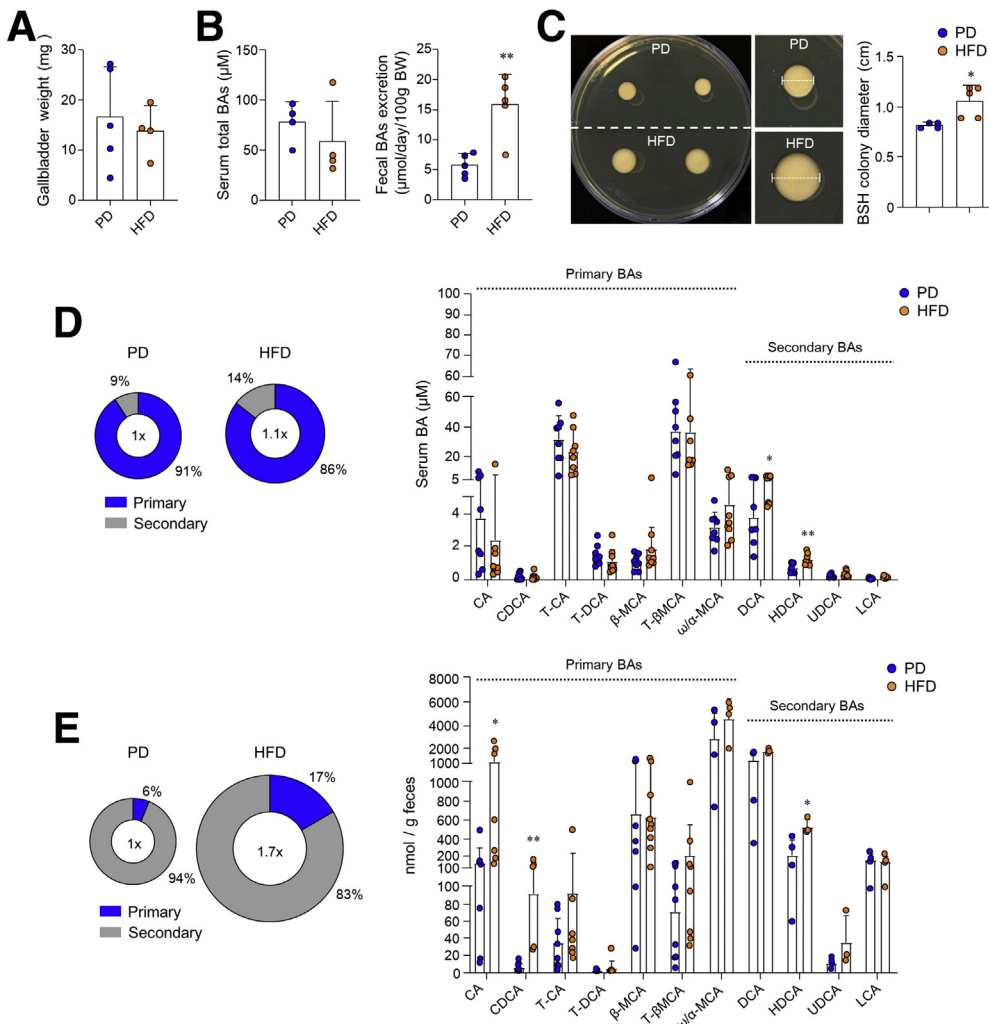 A
Gallbladder weight (mg )
30
20
10
0
PD
HFD
B
Serum total BAs (µM)
150
100
50
0
PD
HFD
Fecal BAs excretion
(µmol/day/100g BW)
25
20
15
10
5
0
**
PD
HFD
C
PD
HFD
PD
HFD
PD
HFD
BSH colony diameter (cm)
1.5
1.0
0.5
0
*
D
PD
HFD
9%
1x
91%
14%
1.1x
86%
Primary
Secondary
Primary BAs
Secondary BAs
PD
HFD
Serum BA (µM)
100
90
80
70
60
60
40
20
5
4
2
0
*
**
CA
CDCA
T-CA
T-DCA
β-MCA
T-βMCA
ω/α-MCA
DCA
HDCA
UDCA
LCA
E
PD
HFD
6%
1x
94%
17%
1.7x
83%
Primary
Secondary
Primary BAs
Secondary BAs
PD
HFD
nmol / g feces
8000
6000
4000
2000
1000
800
600
400
200
100
80
60
40
20
0
*
**
*
CA
CDCA
T-CA
T-DCA
β-MCA
T-βMCA
ω/α-MCA
DCA
HDCA
UDCA
LCA